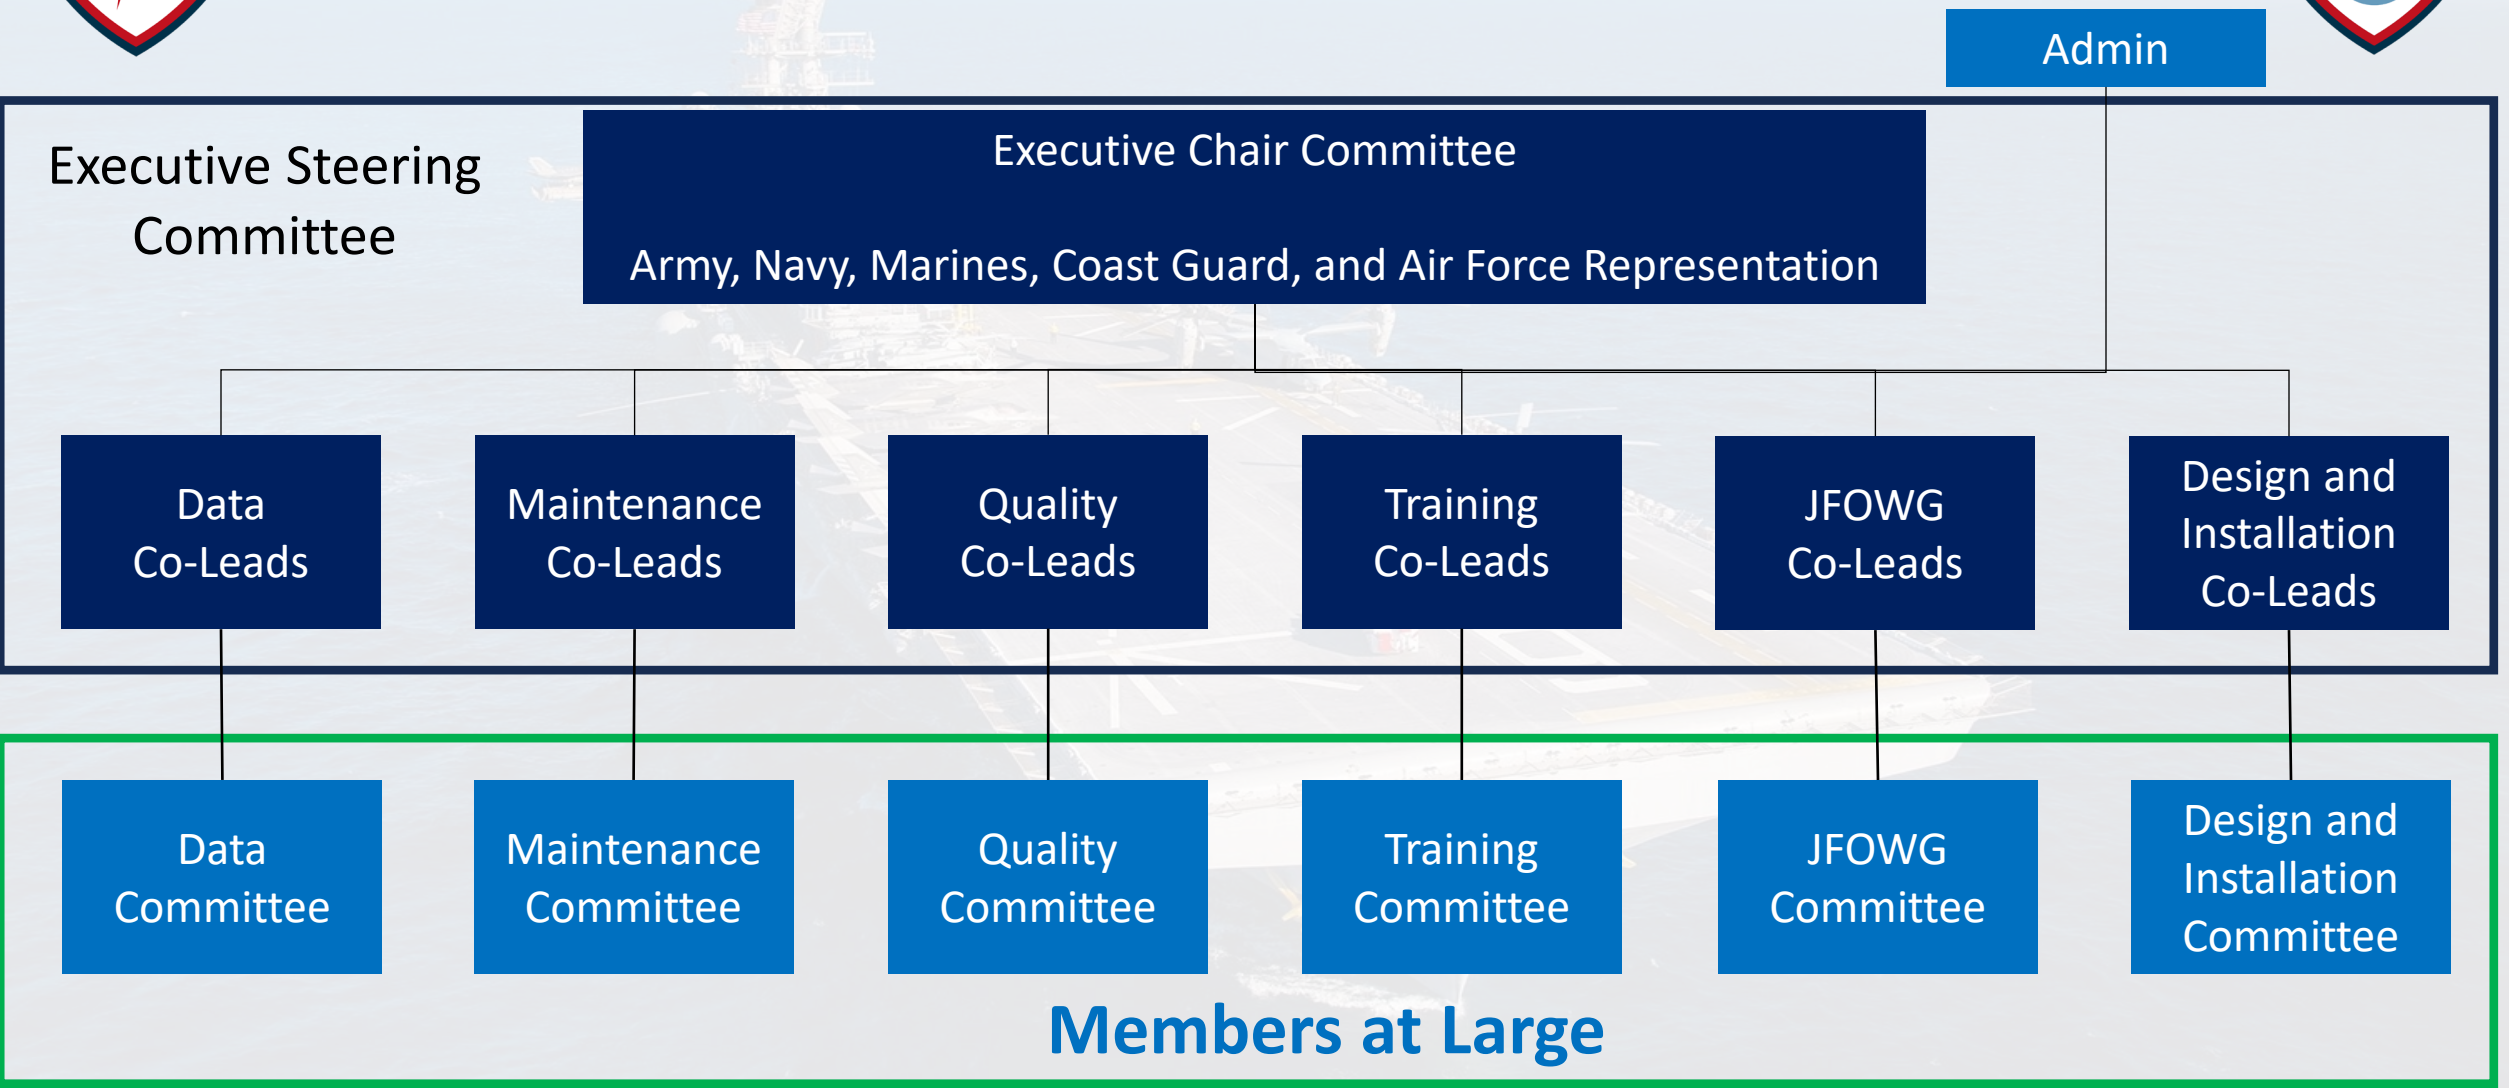 Admin
Executive Steering
Committee
Executive Chair Committee
Army, Navy, Marines, Coast Guard, and Air Force Representation
Data
Co-Leads
Maintenance
Co-Leads
Quality
Co-Leads
Training
Co-Leads
JFOWG
Co-Leads
Design and
Installation
Co-Leads
Data
Committee
Maintenance
Committee
Quality
Committee
Training
Committee
JFOWG
Committee
Design and
Installation
Committee
Members at Large